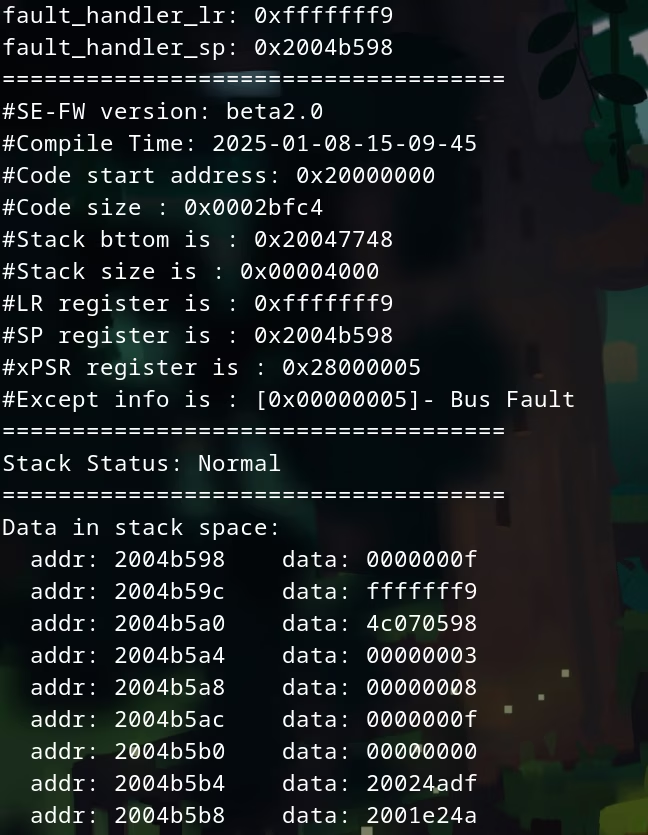 fault_handler_lr: 0xfffffff9
fault_handler_sp: 0x2004b598
====================================
#SE-FW version: beta2.0
#Compile Time: 2025-01-08-15-09-45
#Code start address: 0x20000000
#Code size : 0x0002bfc4
#Stack bttom is : 0x20047748
#Stack size is : 0x00004000
#LR register is : 0xfffffff9
#SP register is : 0x2004b598
#xPSR register is : 0x28000005
#Except info is : [0x00000005]- Bus Fault
====================================
Stack Status: Normal
====================================
Data in stack space:
  addr: 2004b598    data: 0000000f
  addr: 2004b59c    data: fffffff9
  addr: 2004b5a0    data: 4c070598
  addr: 2004b5a4    data: 00000003
  addr: 2004b5a8    data: 00000008
  addr: 2004b5ac    data: 0000000f
  addr: 2004b5b0    data: 00000000
  addr: 2004b5b4    data: 20024adf
  addr: 2004b5b8    data: 2001e24a